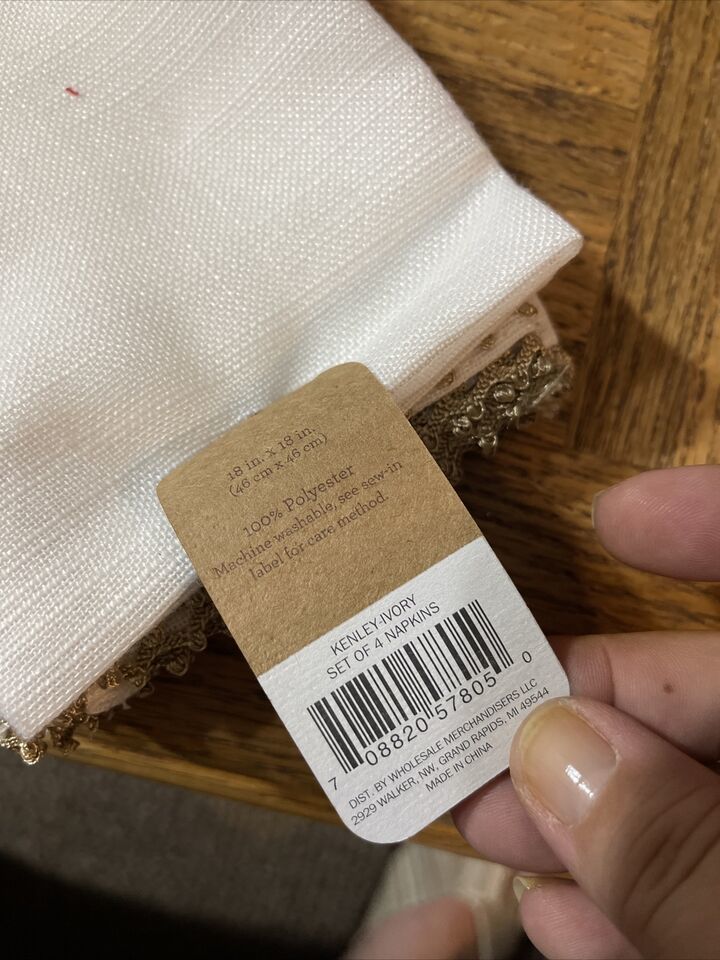 18 in. x 18 in.
(46 cm x 46 cm)
100% Polyester
Machine washable, see sew-in
label for care method.
KENLEY-IVORY
SET OF 4 NAPKINS
7 08820 57805 0
DIST. BY WHOLESALE MERCHANDISERS LLC
2929 WALKER, NW, GRAND RAPIDS, MI 49544
MADE IN CHINA